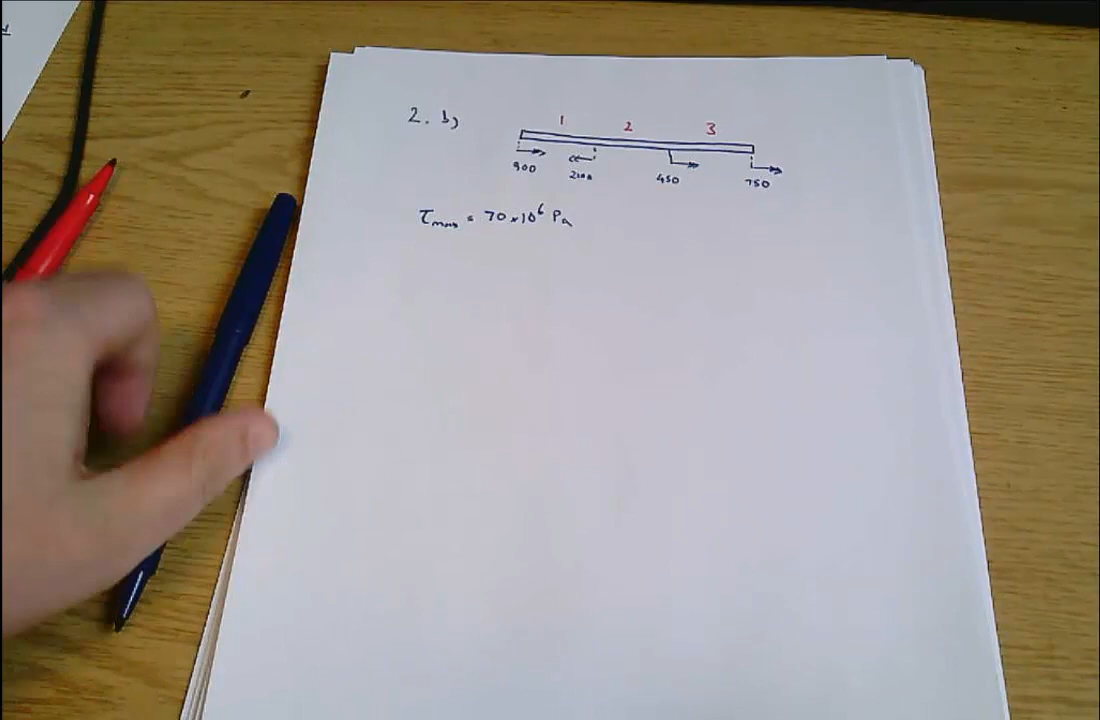 2. b)
1 2 3
900 2100 450 750
τmax = 70 × 10⁶ Pa